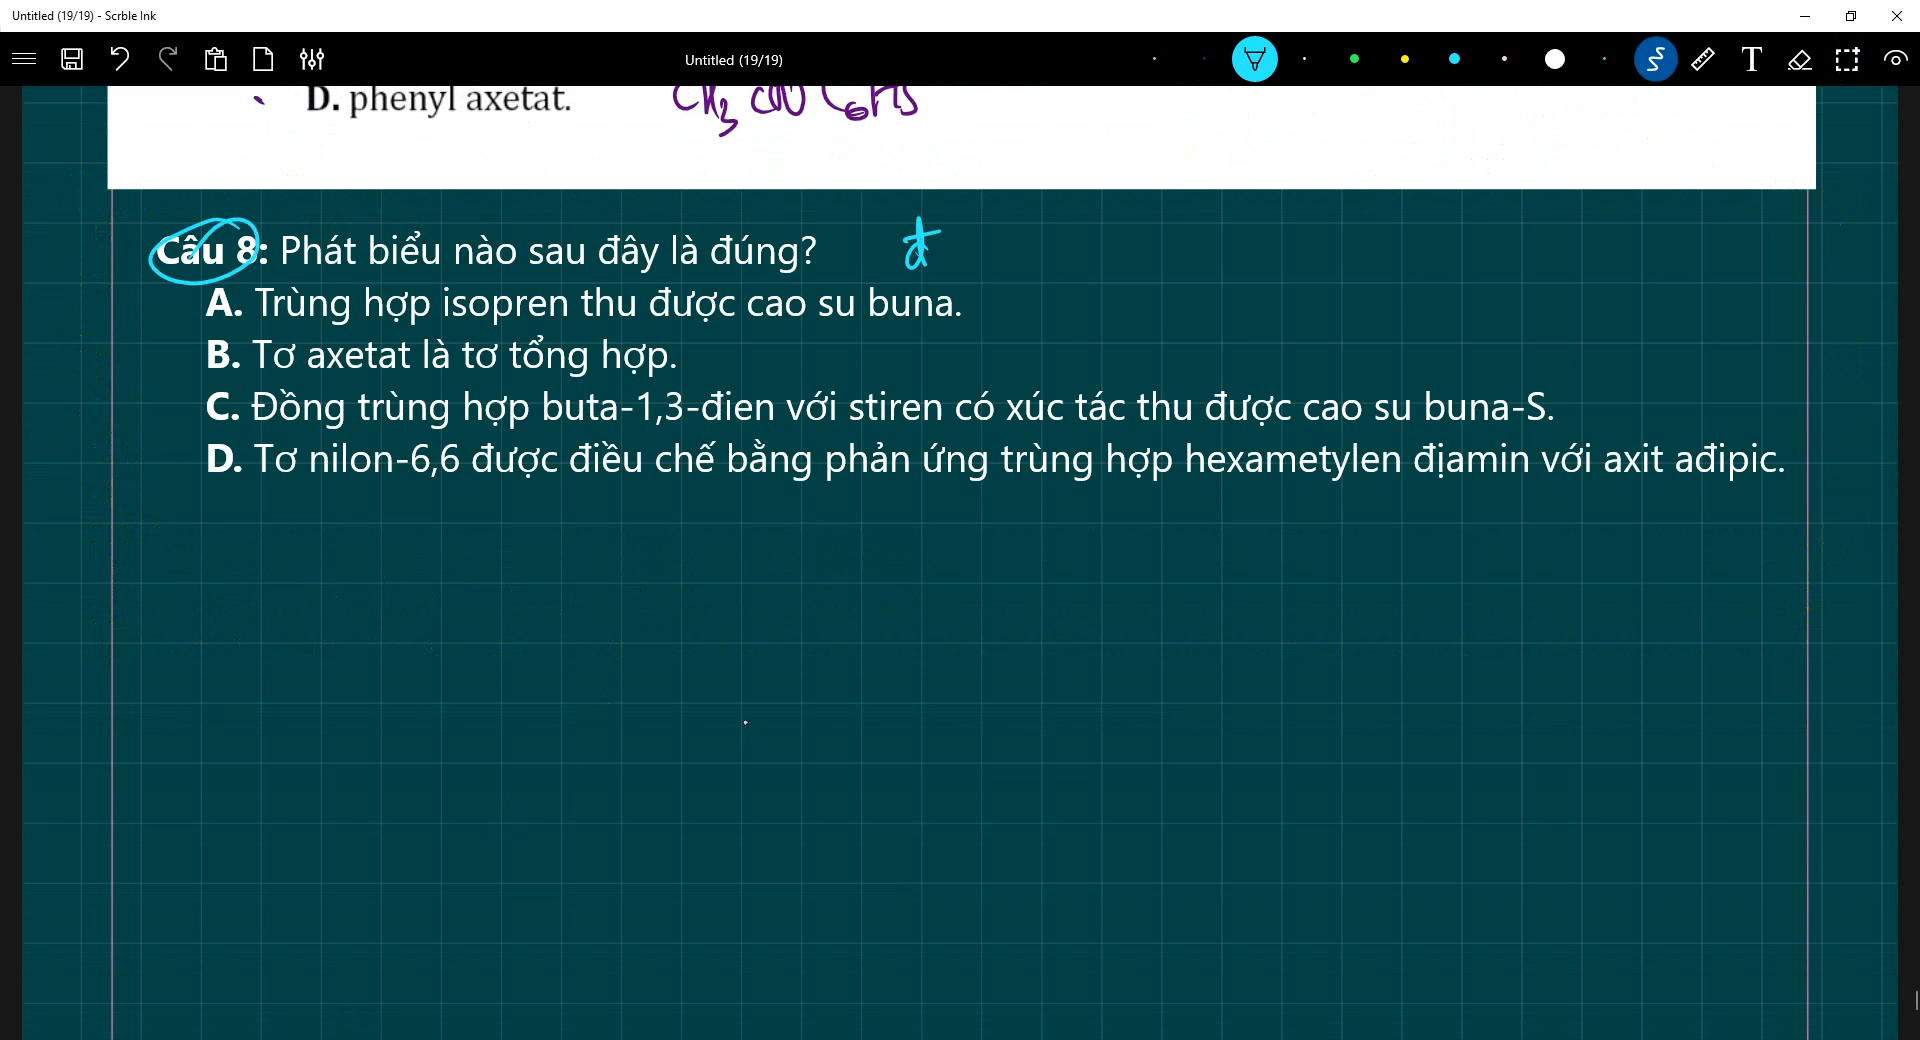 Untitled (19/19) - Scrble Ink
Untitled (19/19)
D. phenyl axetat. CH3 COO C6H5
Câu 8: Phát biểu nào sau đây là đúng? đ
A. Trùng hợp isopren thu được cao su buna.
B. Tơ axetat là tơ tổng hợp.
C. Đồng trùng hợp buta-1,3-đien với stiren có xúc tác thu được cao su buna-S.
D. Tơ nilon-6,6 được điều chế bằng phản ứng trùng hợp hexametylen địamin với axit ađipic.